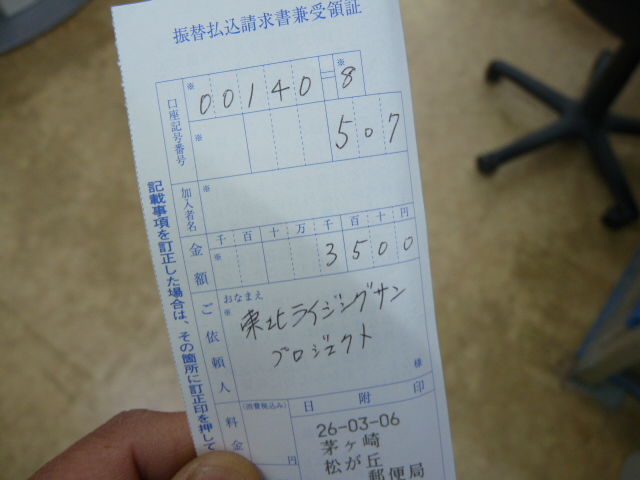 振替払込請求書兼受領証
口座記号番号
※ 00140 ※ 8
※ 507
加入者名
※
金額
千百十万千百十円
※ 3500
ご依頼人
おなまえ
※
東北ライジングサン
プロジェクト
様
料金
(消費税込み)
円
日附印
26-03-06
茅ヶ崎
松が丘
郵便局
記載事項を訂正した場合は、その箇所に訂正印を押して